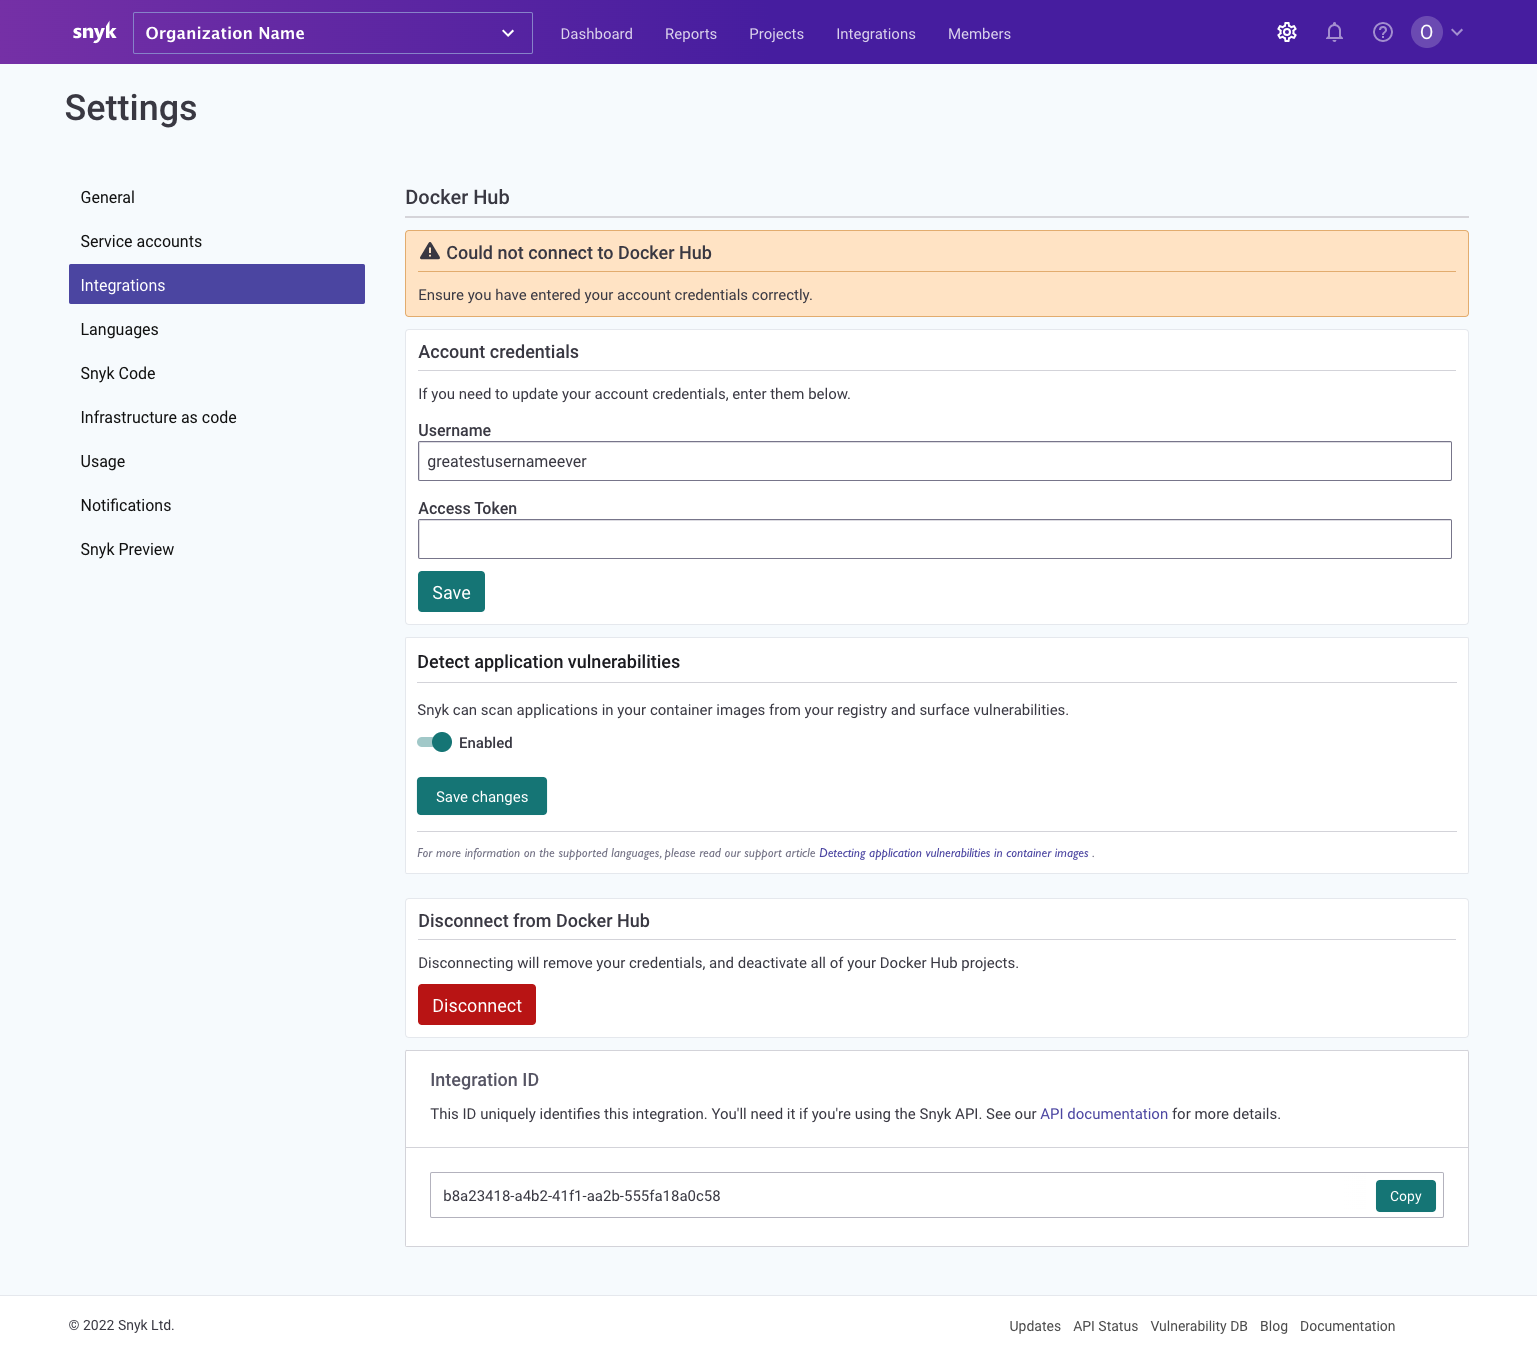 snyk
Organization Name
Dashboard
Reports
Projects
Integrations
Members
O
Settings
General
Service accounts
Integrations
Languages
Snyk Code
Infrastructure as code
Usage
Notifications
Snyk Preview
Docker Hub
Could not connect to Docker Hub
Ensure you have entered your account credentials correctly.
Account credentials
If you need to update your account credentials, enter them below.
Username
greatestusernameever
Access Token
Save
Detect application vulnerabilities
Snyk can scan applications in your container images from your registry and surface vulnerabilities.
Enabled
Save changes
For more information on the supported languages, please read our support article Detecting application vulnerabilities in container images .
Disconnect from Docker Hub
Disconnecting will remove your credentials, and deactivate all of your Docker Hub projects.
Disconnect
Integration ID
This ID uniquely identifies this integration. You'll need it if you're using the Snyk API. See our API documentation for more details.
b8a23418-a4b2-41f1-aa2b-555fa18a0c58
Copy
© 2022 Snyk Ltd.
Updates
API Status
Vulnerability DB
Blog
Documentation